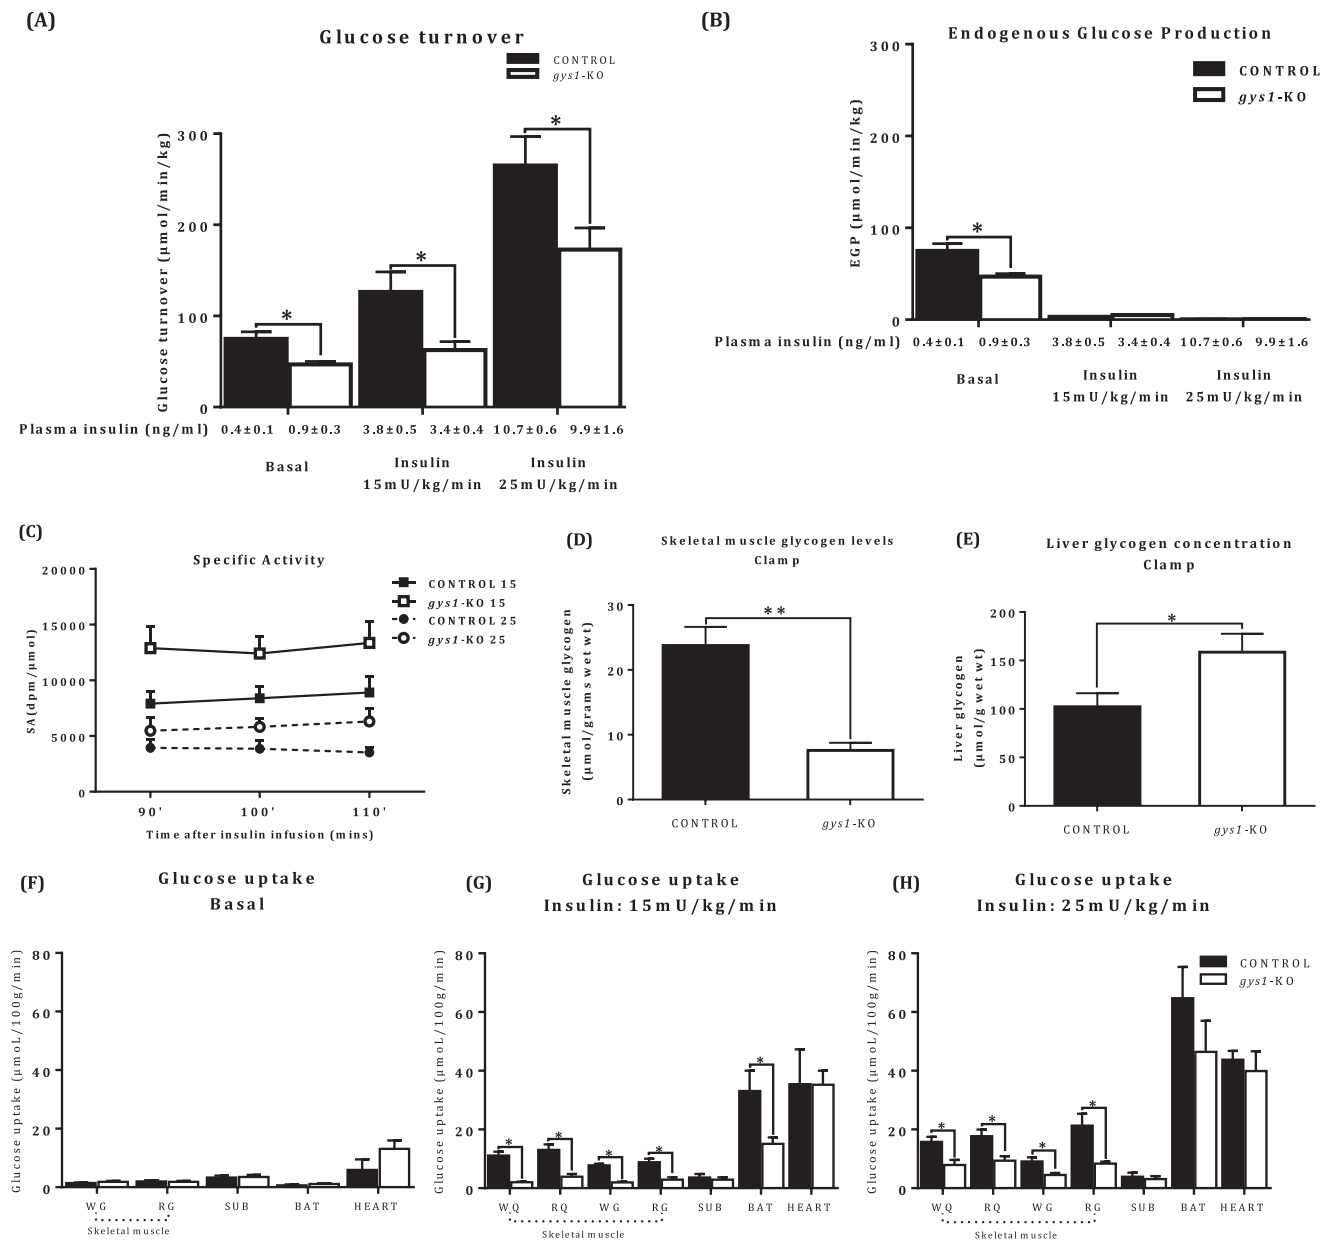 (A)
Glucose turnover
CONTROL
gys1-KO
Glucose turnover (µmol/min/kg)
300
200
100
0
Plasma insulin (ng/ml) 0.4±0.1 0.9±0.3 3.8±0.5 3.4±0.4 10.7±0.6 9.9±1.6
Basal
Insulin
15mU/kg/min
Insulin
25mU/kg/min
* * *
(B)
Endogenous Glucose Production
CONTROL
gys1-KO
EGP (µmol/min/kg)
300
200
100
0
*
Plasma insulin (ng/ml) 0.4±0.1 0.9±0.3 3.8±0.5 3.4±0.4 10.7±0.6 9.9±1.6
Basal
Insulin
15mU/kg/min
Insulin
25mU/kg/min
(C)
Specific Activity
SA(dpm/µmol)
20000
15000
10000
5000
0
90' 100' 110'
Time after insulin infusion (mins)
CONTROL 15
gys1-KO 15
CONTROL 25
gys1-KO 25
(D)
Skeletal muscle glycogen levels
Clamp
Skeletal muscle glycogen
(µmol/grams wet wt)
30
20
10
0
**
CONTROL gys1-KO
(E)
Liver glycogen concentration
Clamp
Liver glycogen
(µmol/g wet wt)
200
150
100
50
0
*
CONTROL gys1-KO
(F)
Glucose uptake
Basal
Glucose uptake (µmoL/100g/min)
80
60
40
20
0
WG RG SUB BAT HEART
Skeletal muscle
(G)
Glucose uptake
Insulin: 15mU/kg/min
Glucose uptake (µmoL/100g/min)
80
60
40
20
0
* * * * *
WQ RQ WG RG SUB BAT HEART
Skeletal muscle
(H)
Glucose uptake
Insulin: 25mU/kg/min
CONTROL
gys1-KO
Glucose uptake (µmoL/100g/min)
80
60
40
20
0
* * * *
WQ RQ WG RG SUB BAT HEART
Skeletal muscle